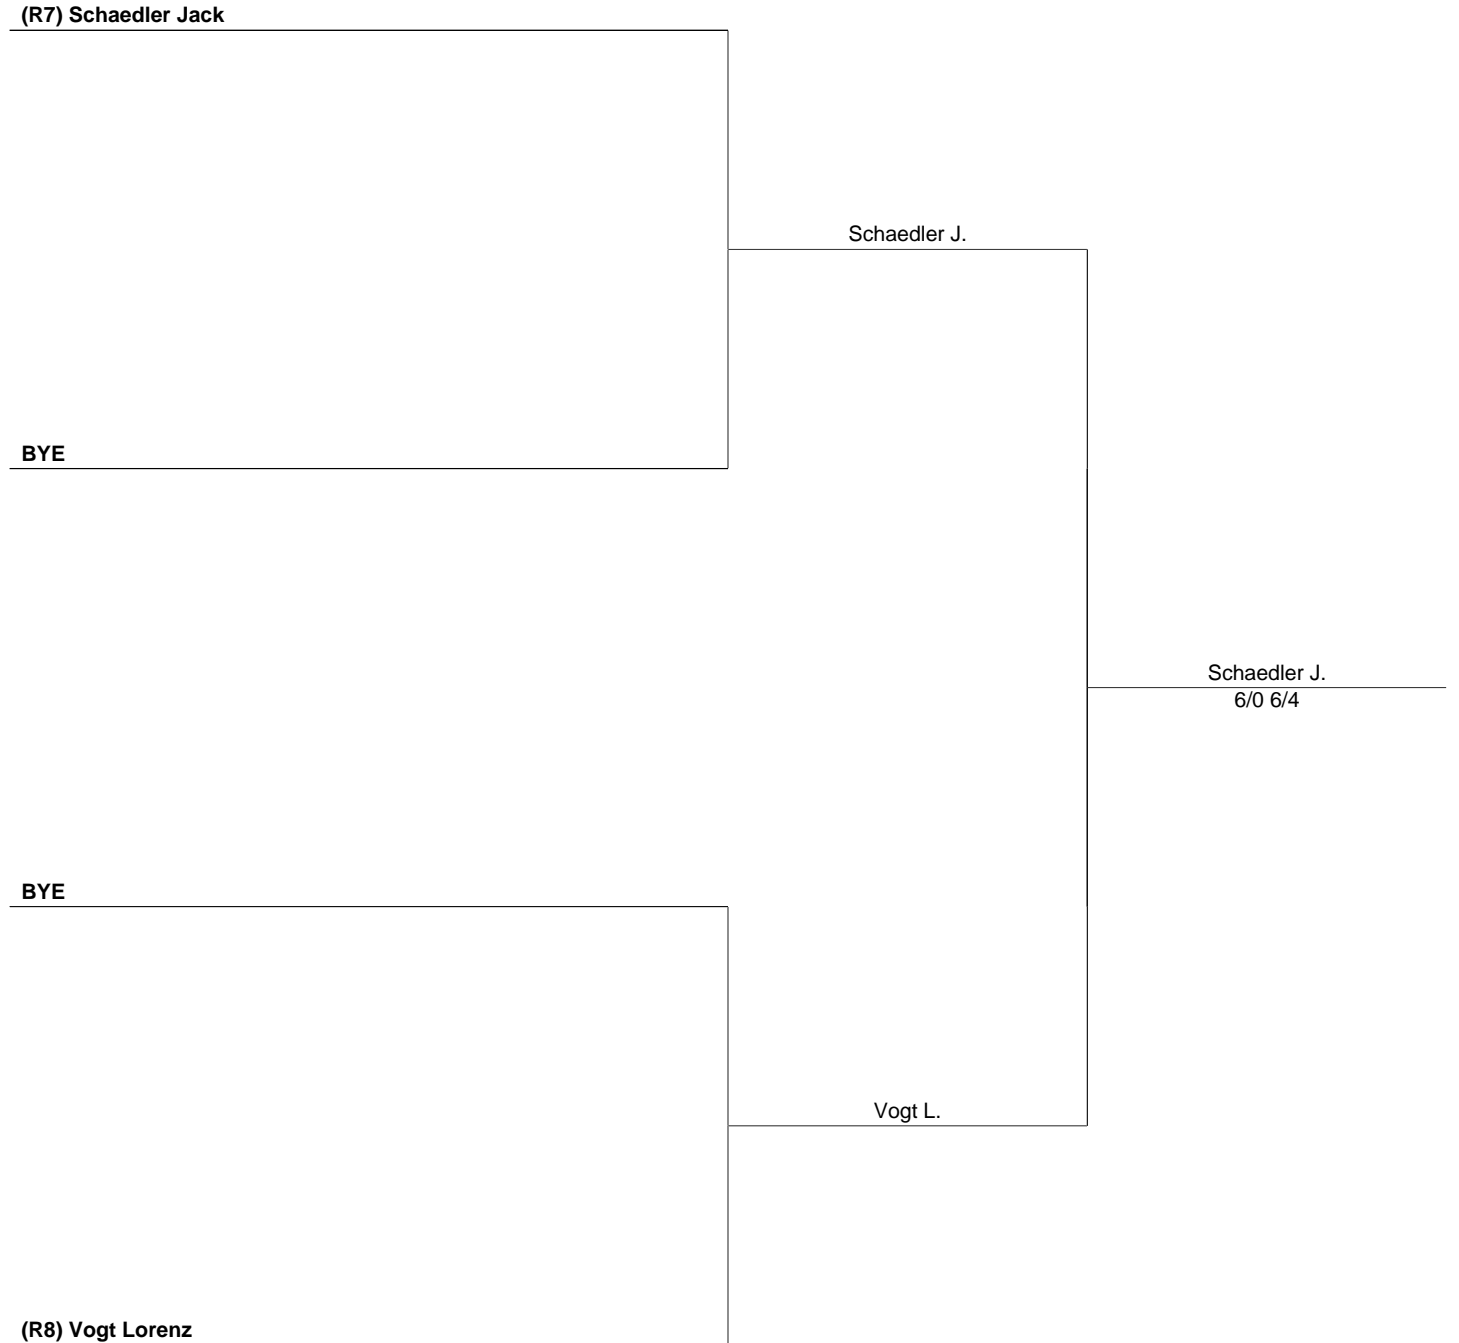 (R7) Schaedler Jack
Schaedler J.
BYE
Schaedler J.
6/0 6/4
BYE
Vogt L.
(R8) Vogt Lorenz